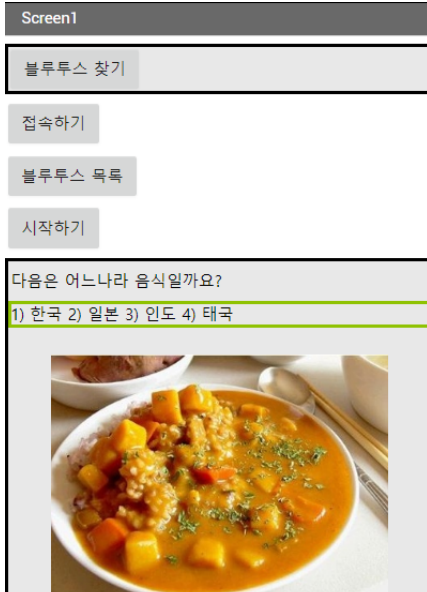 Screen1
블루투스 찾기
접속하기
블루투스 목록
시작하기
다음은 어느나라 음식일까요?
1) 한국 2) 일본 3) 인도 4) 태국